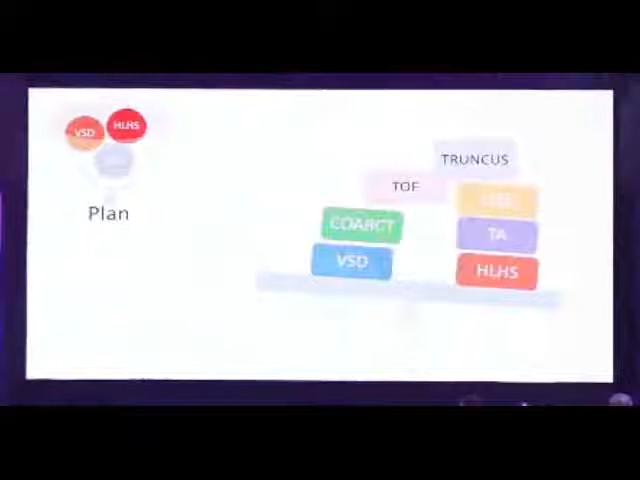 VSD
HLHS
Plan
TRUNCUS
TOF
COARCT
TA
VSD
HLHS